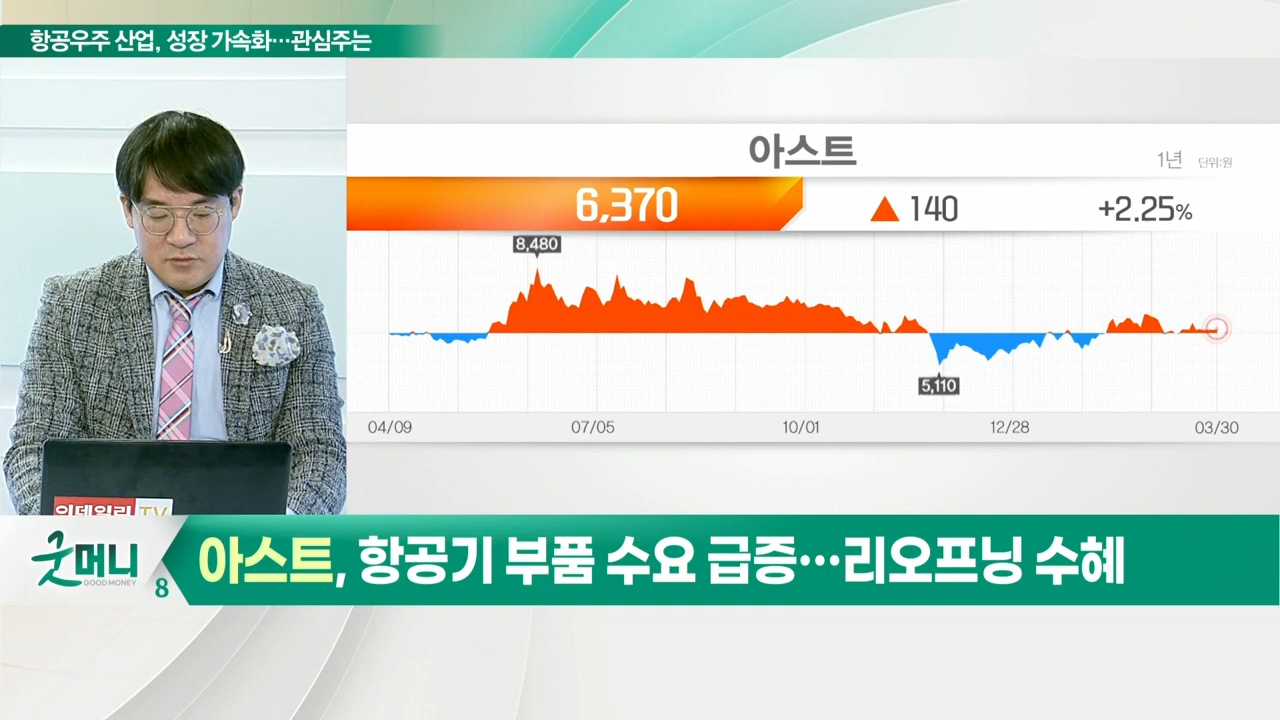 항공우주 산업, 성장 가속화…관심주는
아스트
1년 단위:원
6,370 ▲ 140 +2.25%
8,480
5,110
04/09 07/05 10/01 12/28 03/30
이데일리 TV
굿머니
GOOD MONEY
8
아스트, 항공기 부품 수요 급증…리오프닝 수혜